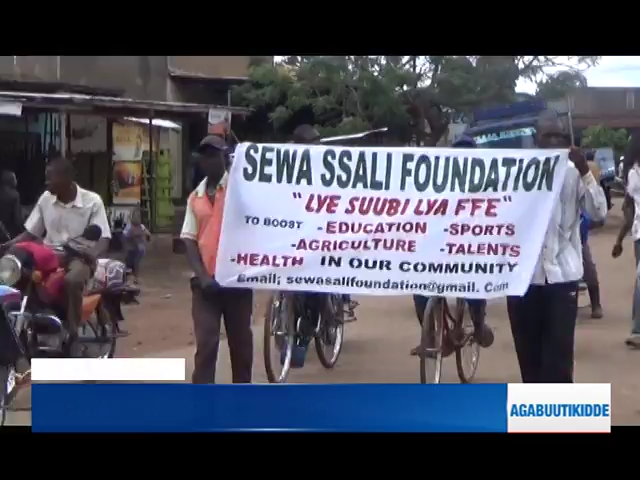 SEWA SSALI FOUNDATION
"LYE SUUBI LYA FFE"
TO BOOST -EDUCATION -SPORTS
-AGRICULTURE -TALENTS
-HEALTH IN OUR COMMUNITY
Email; sewasalifoundation@gmail. Com
AGABUUTIKIDDE